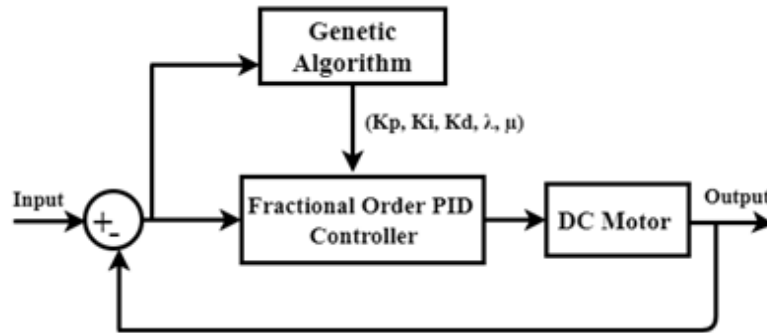 Genetic
Algorithm
(Kp, Ki, Kd, λ, μ)
Input
+
-
Fractional Order PID
Controller
DC Motor
Output